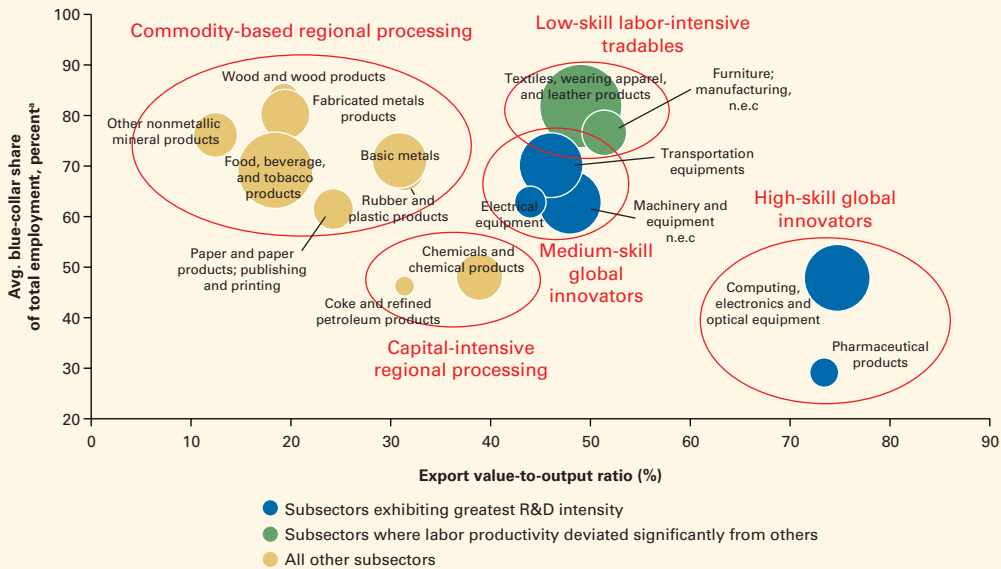 Avg. blue-collar share
of total employment, percentᵃ
100
90
80
70
60
50
40
30
20
Commodity-based regional processing
Wood and wood products
Fabricated metals
products
Other nonmetallic
mineral products
Food, beverage,
and tobacco
products
Basic metals
Rubber and
plastic products
Paper and paper
products; publishing
and printing
Low-skill labor-intensive
tradables
Textiles, wearing apparel,
and leather products
Furniture;
manufacturing,
n.e.c
Transportation
equipments
Electrical
equipment
Machinery and
equipment
n.e.c
Medium-skill
global
innovators
Chemicals and
chemical products
Coke and refined
petroleum products
Capital-intensive
regional processing
High-skill global
innovators
Computing,
electronics and
optical equipment
Pharmaceutical
products
0
10
20
30
40
50
60
70
80
90
Export value-to-output ratio (%)
Subsectors exhibiting greatest R&D intensity
Subsectors where labor productivity deviated significantly from others
All other subsectors